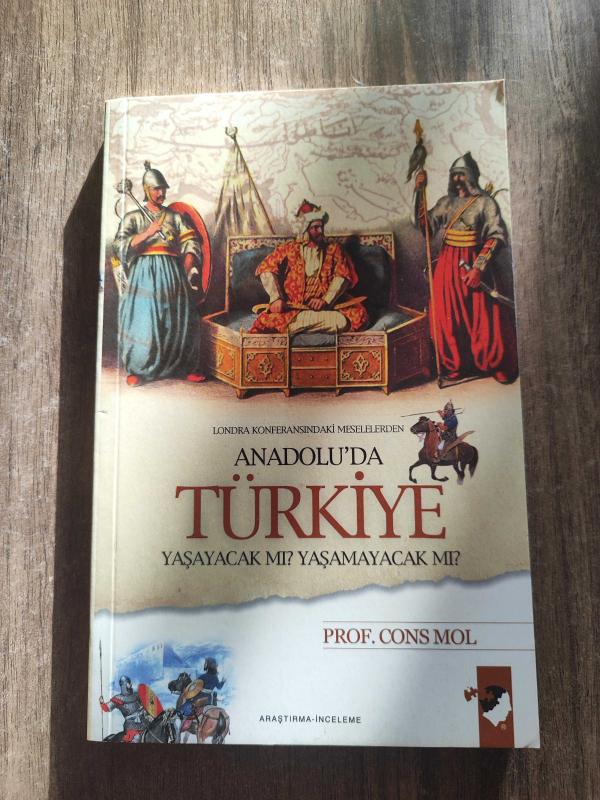 LONDRA KONFERANSINDAKİ MESELELERDEN
ANADOLU'DA
TÜRKİYE
YAŞAYACAK MI? YAŞAMAYACAK MI?
PROF. CONS MOL
ARAŞTIRMA-İNCELEME